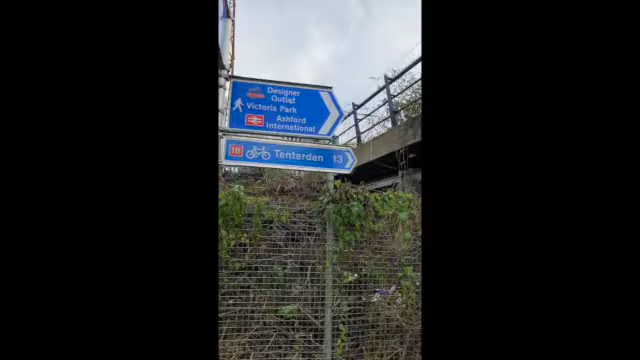 Designer
Outlet
Victoria Park
Ashford
International
18 Tenterden 13